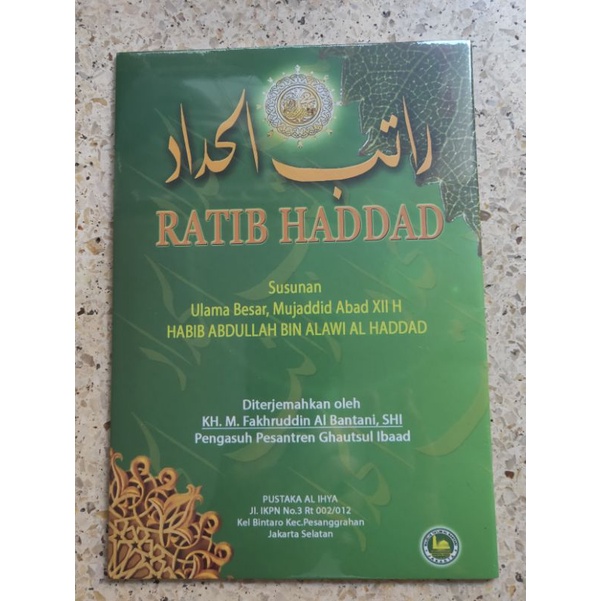 راتب الحداد
RATIB HADDAD
Susunan
Ulama Besar, Mujaddid Abad XII H
HABIB ABDULLAH BIN ALAWI AL HADDAD
Diterjemahkan oleh
KH. M. Fakhruddin Al Bantani, SHI
Pengasuh Pesantren Ghautsul Ibaad
PUSTAKA AL IHYA
Jl. IKPN No.3 Rt 002/012
Kel Bintaro Kec.Pesanggrahan
Jakarta Selatan